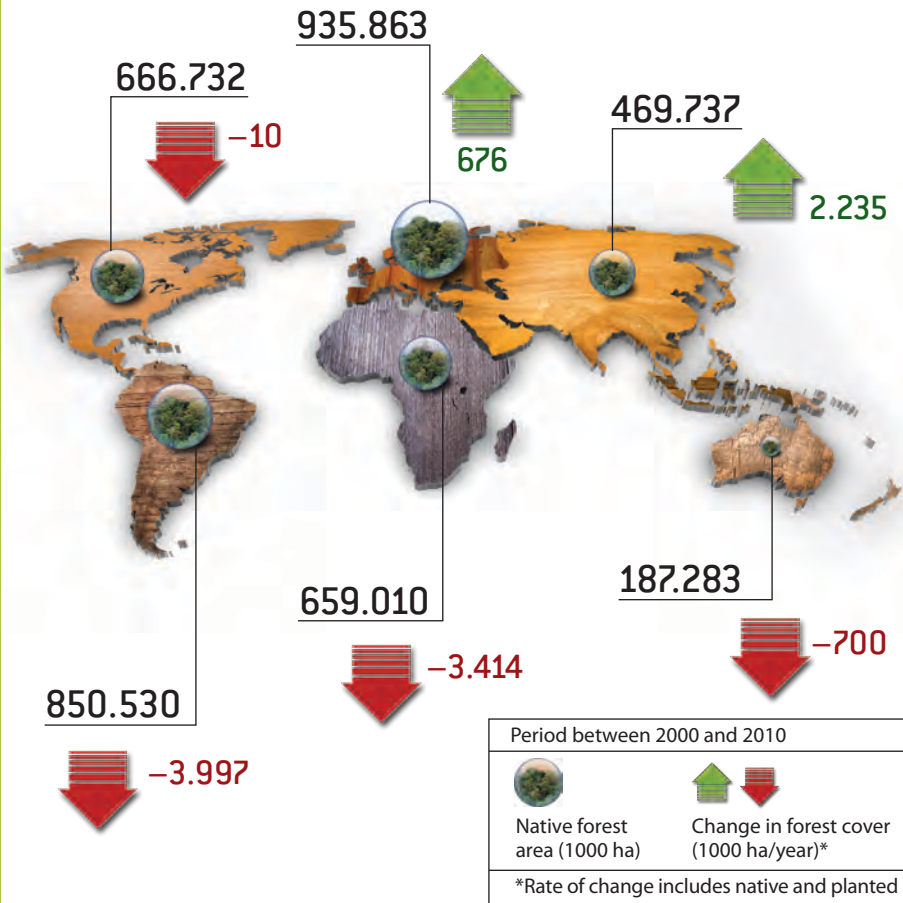 935.863
666.732
–10
676
469.737
2.235
659.010
–3.414
187.283
–700
850.530
–3.997
Period between 2000 and 2010
Native forest
area (1000 ha)
Change in forest cover
(1000 ha/year)*
*Rate of change includes native and planted